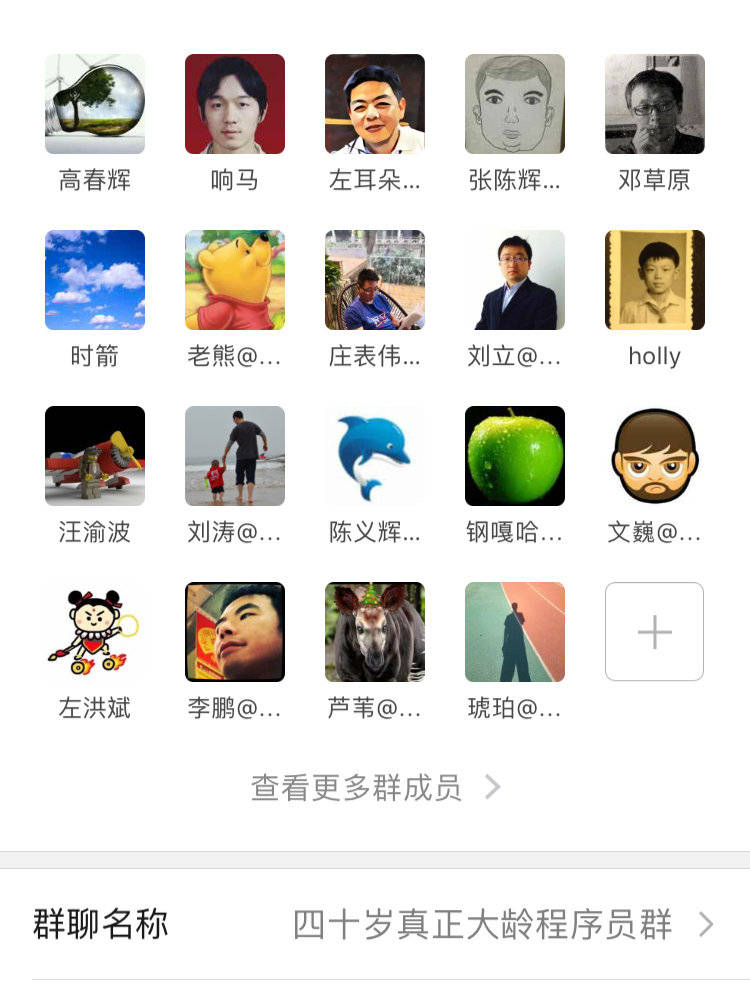 高春辉 响马 左耳朵... 张陈辉... 邓草原
时箭 老熊@... 庄表伟... 刘立@... holly
汪渝波 刘涛@... 陈义辉... 钢嘎哈... 文巍@...
左洪斌 李鹏@... 芦苇@... 琥珀@...
查看更多群成员
群聊名称 四十岁真正大龄程序员群